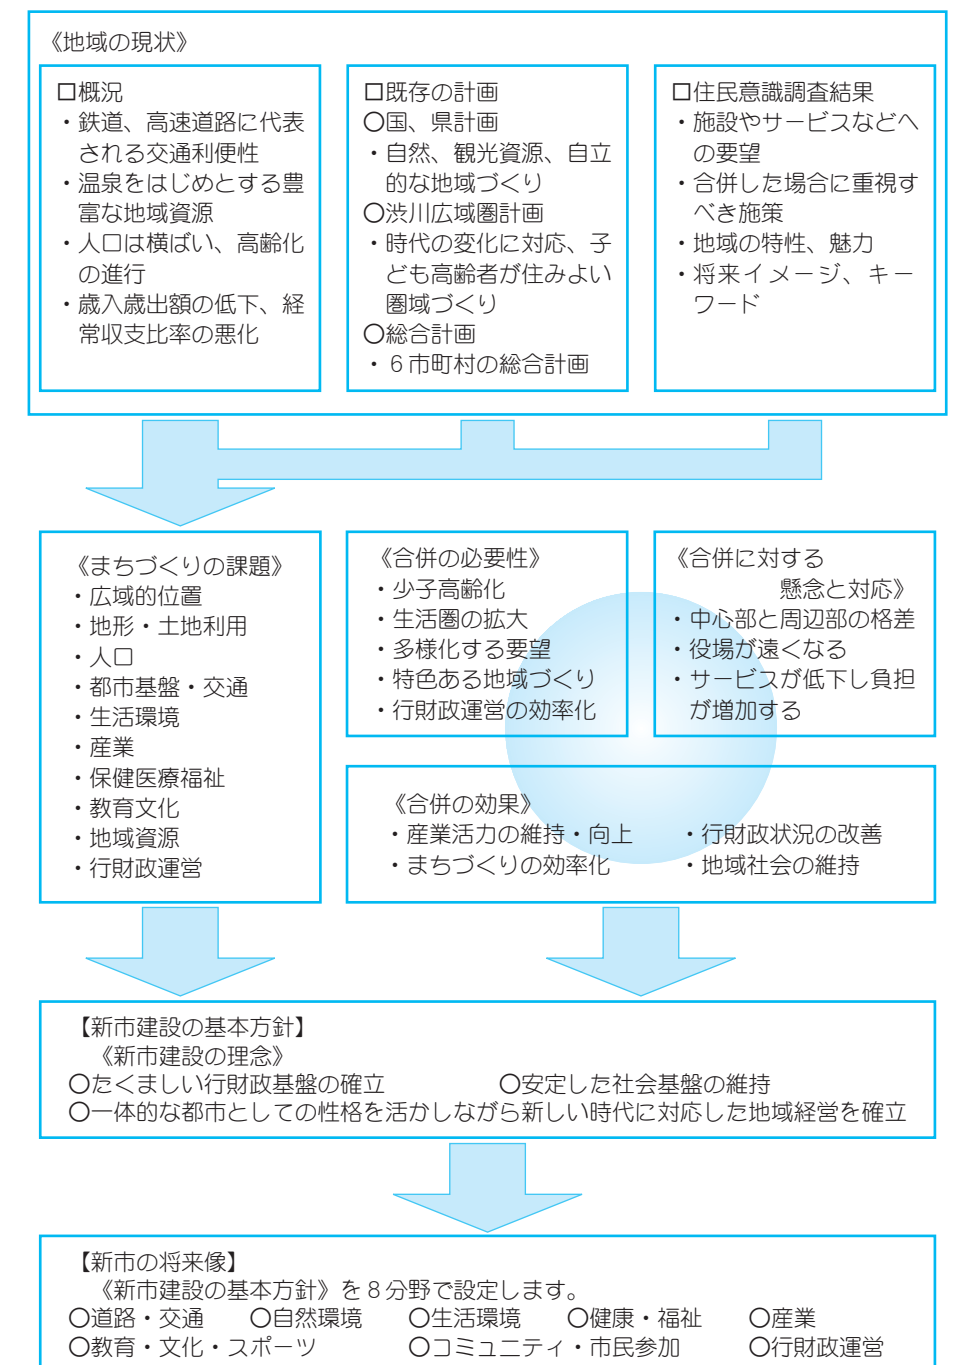 《地域の現状》
□概況
・鉄道、高速道路に代表
される交通利便性
・温泉をはじめとする豊
富な地域資源
・人口は横ばい、高齢化
の進行
・歳入歳出額の低下、経
常収支比率の悪化
□既存の計画
○国、県計画
・自然、観光資源、自立
的な地域づくり
○渋川広域圏計画
・時代の変化に対応、子
ども高齢者が住みよい
圏域づくり
○総合計画
・６市町村の総合計画
□住民意識調査結果
・施設やサービスなどへ
の要望
・合併した場合に重視す
べき施策
・地域の特性、魅力
・将来イメージ、キー
ワード
《まちづくりの課題》
・広域的位置
・地形・土地利用
・人口
・都市基盤・交通
・生活環境
・産業
・保健医療福祉
・教育文化
・地域資源
・行財政運営
《合併の必要性》
・少子高齢化
・生活圏の拡大
・多様化する要望
・特色ある地域づくり
・行財政運営の効率化
《合併に対する
懸念と対応》
・中心部と周辺部の格差
・役場が遠くなる
・サービスが低下し負担
が増加する
《合併の効果》
・産業活力の維持・向上　・行財政状況の改善
・まちづくりの効率化　・地域社会の維持
【新市建設の基本方針】
《新市建設の理念》
○たくましい行財政基盤の確立　○安定した社会基盤の維持
○一体的な都市としての性格を活かしながら新しい時代に対応した地域経営を確立
【新市の将来像】
《新市建設の基本方針》を８分野で設定します。
○道路・交通　○自然環境　○生活環境　○健康・福祉　○産業
○教育・文化・スポーツ　○コミュニティ・市民参加　○行財政運営